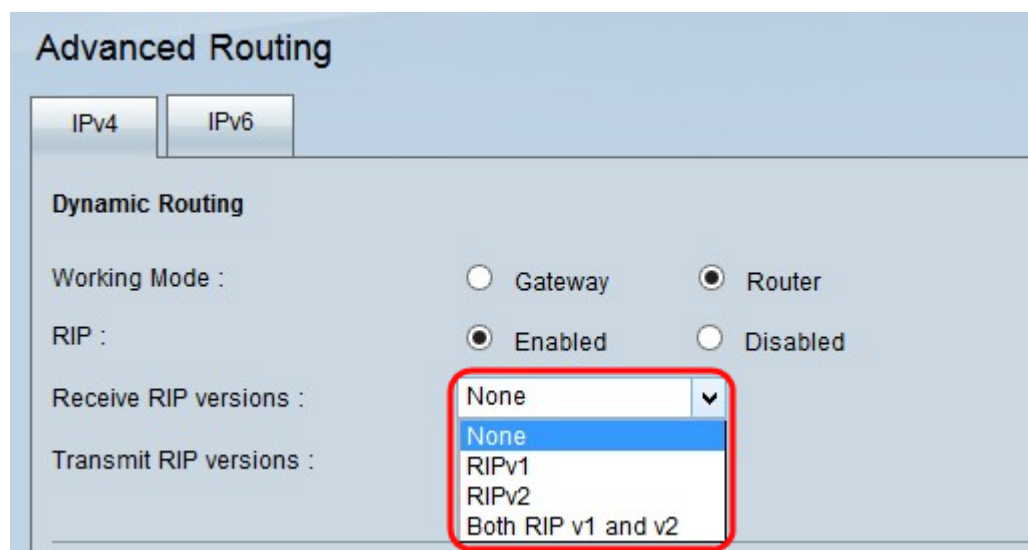 Advanced Routing
IPv4 IPv6
Dynamic Routing
Working Mode : Gateway Router
RIP : Enabled Disabled
Receive RIP versions : None
None
Transmit RIP versions : RIPv1
RIPv2
Both RIP v1 and v2